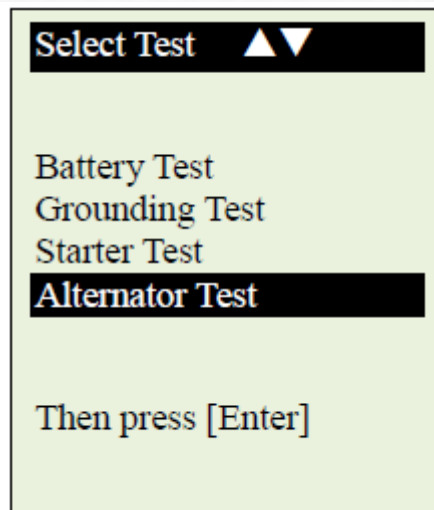 Select Test ▲▼
Battery Test
Grounding Test
Starter Test
Alternator Test
Then press [Enter]